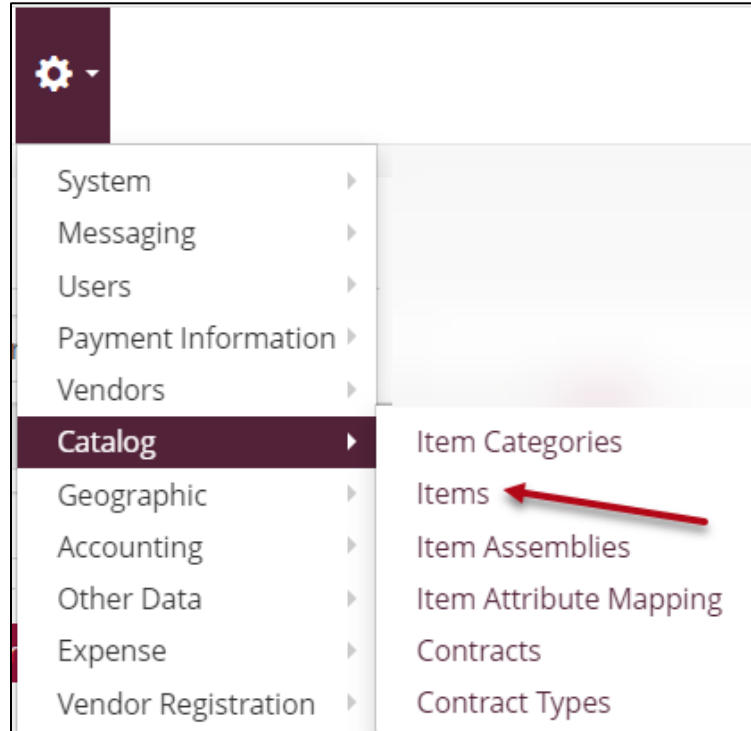 System
Messaging
Users
Payment Information
Vendors
Catalog
Geographic
Accounting
Other Data
Expense
Vendor Registration
Item Categories
Items
Item Assemblies
Item Attribute Mapping
Contracts
Contract Types